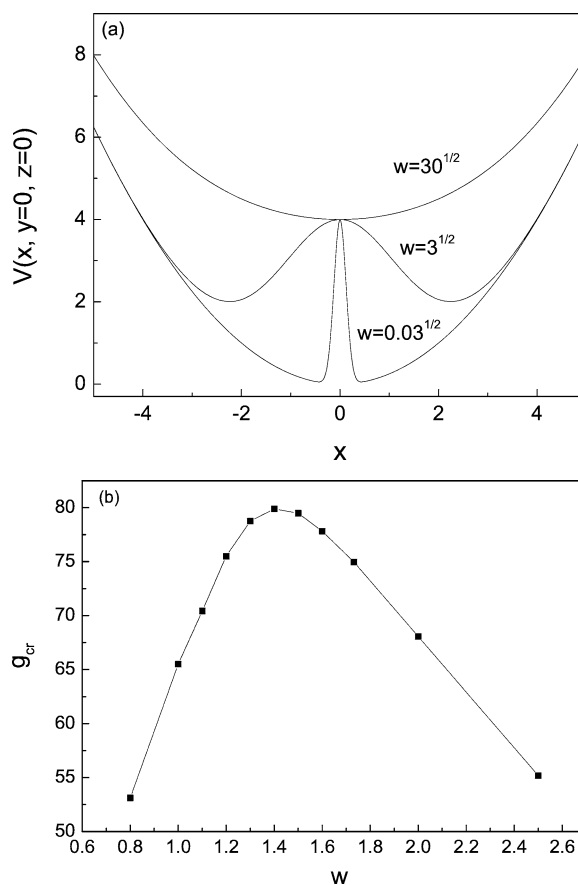 (a)
8
6
4
2
0
V(x, y=0, z=0)
w=30^1/2
w=3^1/2
w=0.03^1/2
-4 -2 0 2 4
x
(b)
80
75
70
65
60
55
50
g_cr
0.6 0.8 1.0 1.2 1.4 1.6 1.8 2.0 2.2 2.4 2.6
w